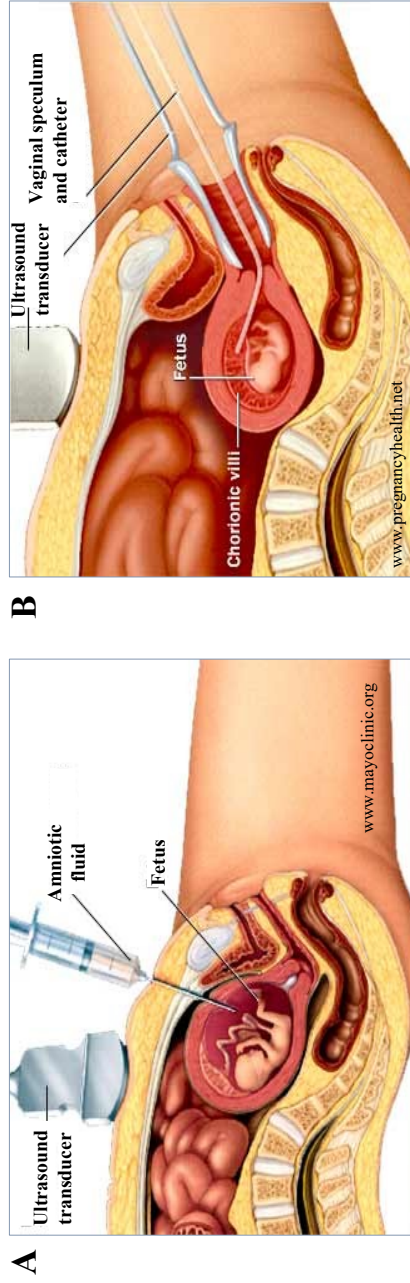 A
Ultrasound
transducer
Amniotic
fluid
Fetus
www.mayoclinic.org
B
Ultrasound
transducer
Vaginal speculum
and catheter
Fetus
Chorionic villi
www.pregnancyhealth.net